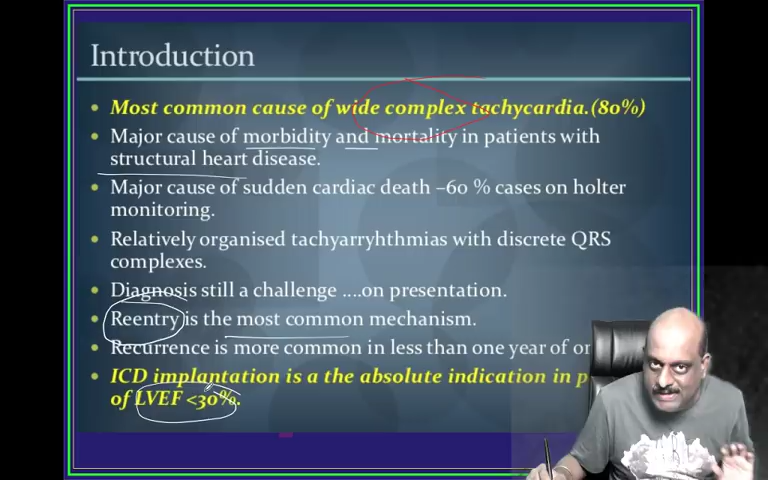 Introduction
Most common cause of wide complex tachycardia.(80%)
Major cause of morbidity and mortality in patients with
structural heart disease.
Major cause of sudden cardiac death –60 % cases on holter
monitoring.
Relatively organised tachyarryhthmias with discrete QRS
complexes.
Diagnosis still a challenge ....on presentation.
Reentry is the most common mechanism.
Recurrence is more common in less than one year of
ICD implantation is a the absolute indication in
of LVEF <30%.